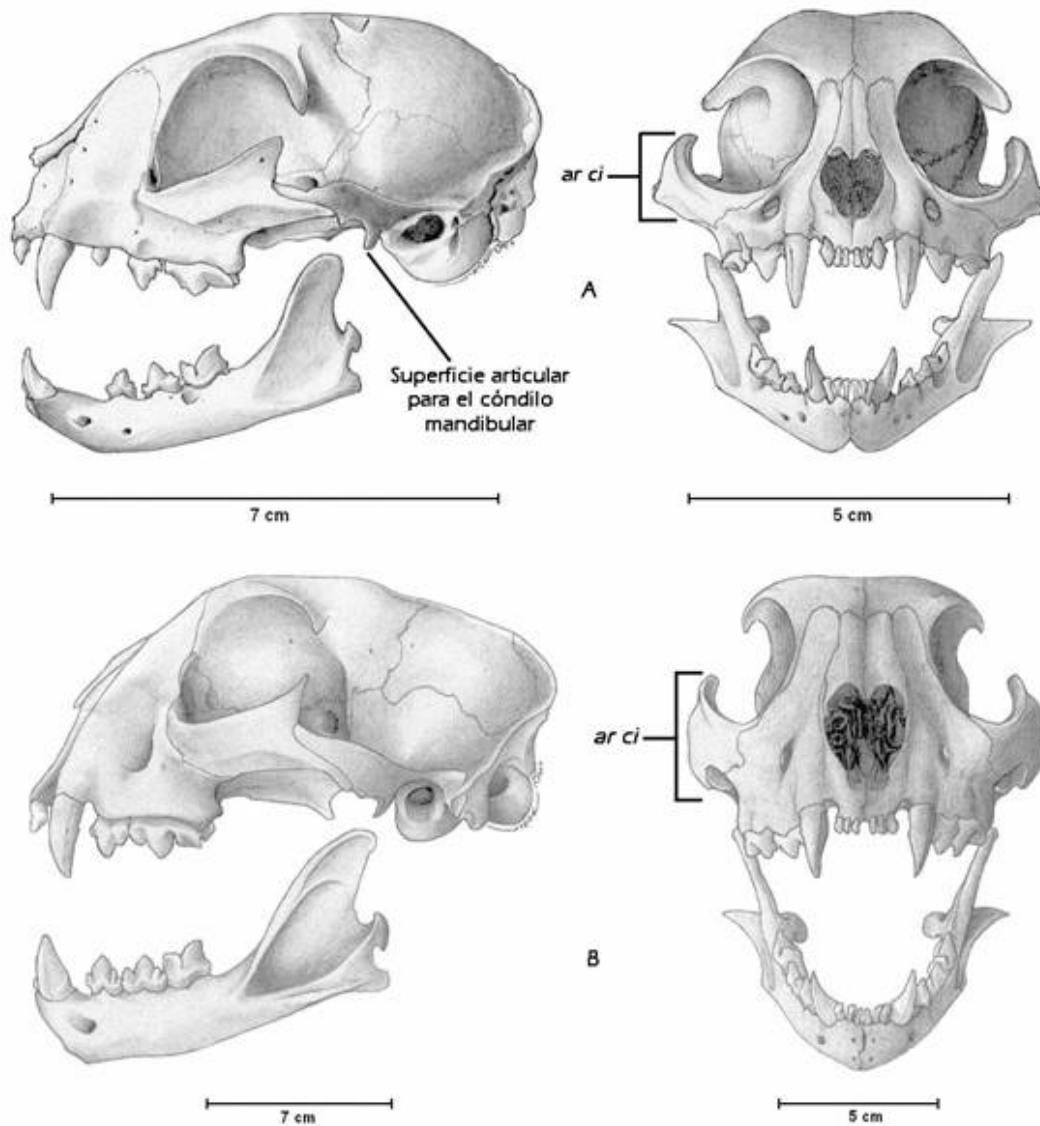 ar ci
A
Superficie articular
para el cóndilo
mandibular
7 cm
5 cm
ar ci
B
7 cm
5 cm